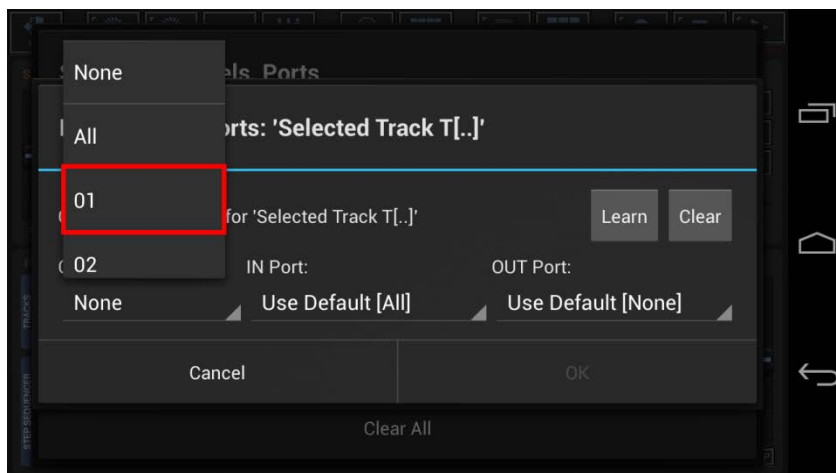 None
els, Ports
All
orts: 'Selected Track T[..]'
01
for 'Selected Track T[..]'
Learn
Clear
02
IN Port:
OUT Port:
None
Use Default [All]
Use Default [None]
Cancel
OK
Clear All
TRACKS
STEP SEQUENCER